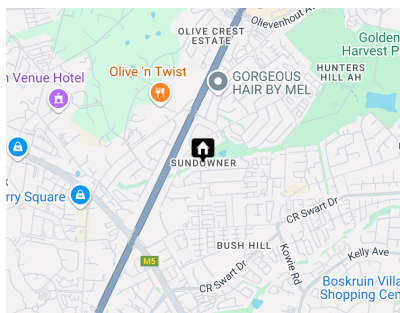 Olievenhout A
OLIVE CREST
ESTATE
Golden
Harvest P
HUNTERS
HILL AH
Olive 'n Twist
n Venue Hotel
GORGEOUS
HAIR BY MEL
SUNDOWNER
rry Square
CR Swart Dr
BUSH HILL
Kowie Rd
Kelly Ave
M5
CR Swart Dr
Boskruin Villa
Shopping Cen